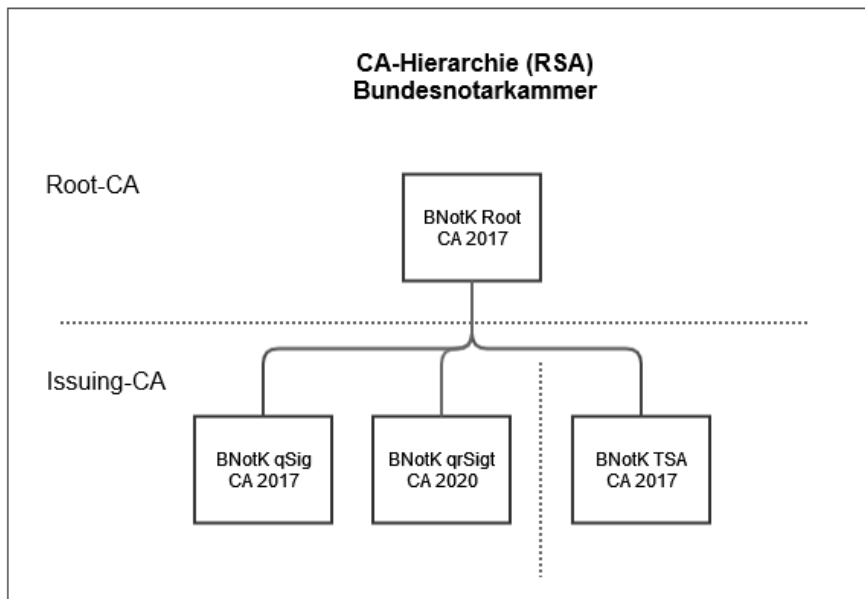 CA-Hierarchie (RSA)
Bundesnotarkammer
Root-CA
BNotK Root
CA 2017
Issuing-CA
BNotK qSig
CA 2017
BNotK qrSigt
CA 2020
BNotK TSA
CA 2017